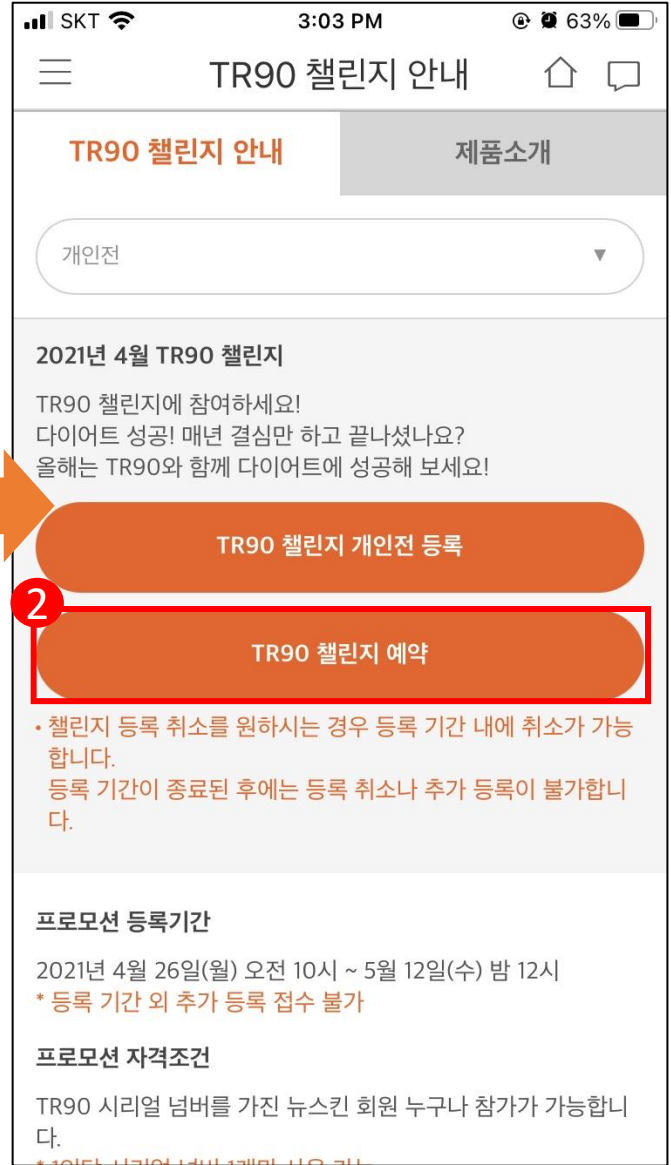 SKT 3:03 PM 63%
TR90 챌린지 안내
TR90 챌린지 안내 제품소개
개인전
2021년 4월 TR90 챌린지
TR90 챌린지에 참여하세요!
다이어트 성공! 매년 결심만 하고 끝나셨나요?
올해는 TR90와 함께 다이어트에 성공해 보세요!
TR90 챌린지 개인전 등록
2
TR90 챌린지 예약
• 챌린지 등록 취소를 원하시는 경우 등록 기간 내에 취소가 가능
합니다.
등록 기간이 종료된 후에는 등록 취소나 추가 등록이 불가합니
다.
프로모션 등록기간
2021년 4월 26일(월) 오전 10시 ~ 5월 12일(수) 밤 12시
* 등록 기간 외 추가 등록 접수 불가
프로모션 자격조건
TR90 시리얼 넘버를 가진 뉴스킨 회원 누구나 참가가 가능합니
다.